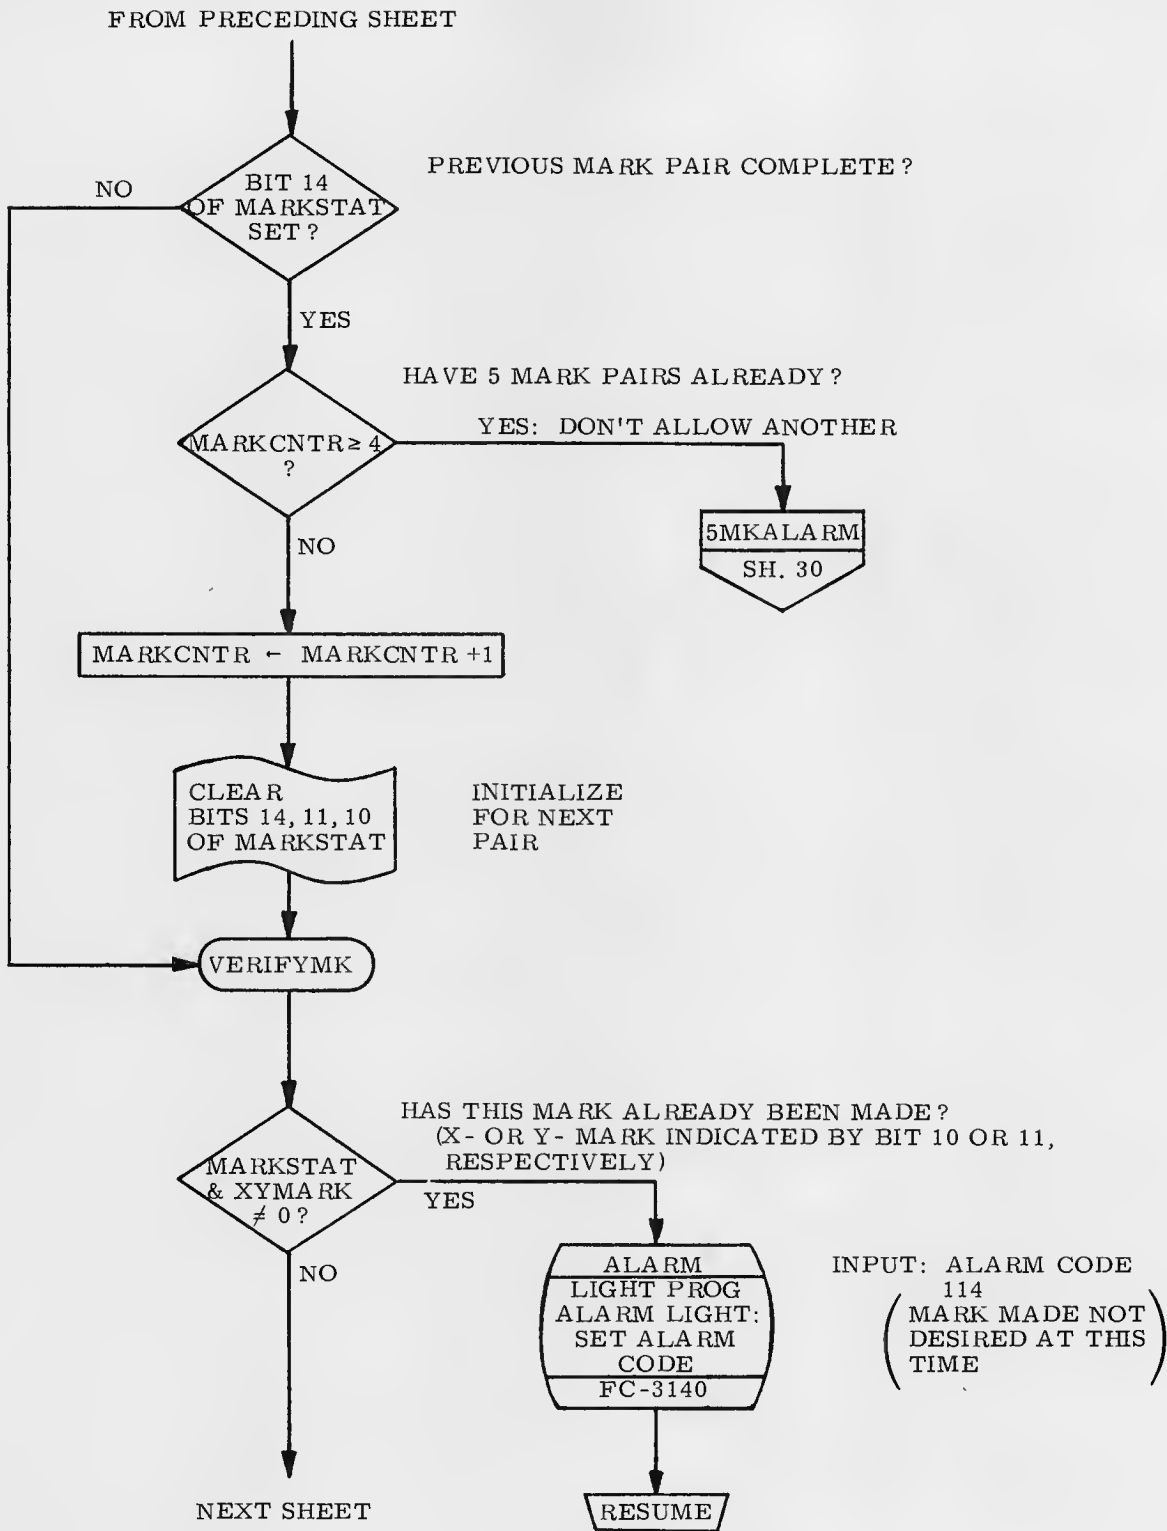 FROM PRECEDING SHEET
PREVIOUS MARK PAIR COMPLETE?
NO
BIT 14
OF MARKSTAT
SET?
YES
HAVE 5 MARK PAIRS ALREADY?
YES: DON'T ALLOW ANOTHER
MARKCNTR ≥ 4
?
5MKALARM
SH. 30
NO
MARKCNTR ← MARKCNTR +1
CLEAR
BITS 14, 11, 10
OF MARKSTAT
INITIALIZE
FOR NEXT
PAIR
VERIFYMK
HAS THIS MARK ALREADY BEEN MADE?
(X- OR Y- MARK INDICATED BY BIT 10 OR 11,
RESPECTIVELY)
MARKSTAT
& XYMARK
≠ 0?
YES
NO
ALARM
LIGHT PROG
ALARM LIGHT:
SET ALARM
CODE
FC-3140
INPUT: ALARM CODE
114
(MARK MADE NOT
DESIRED AT THIS
TIME)
NEXT SHEET
RESUME